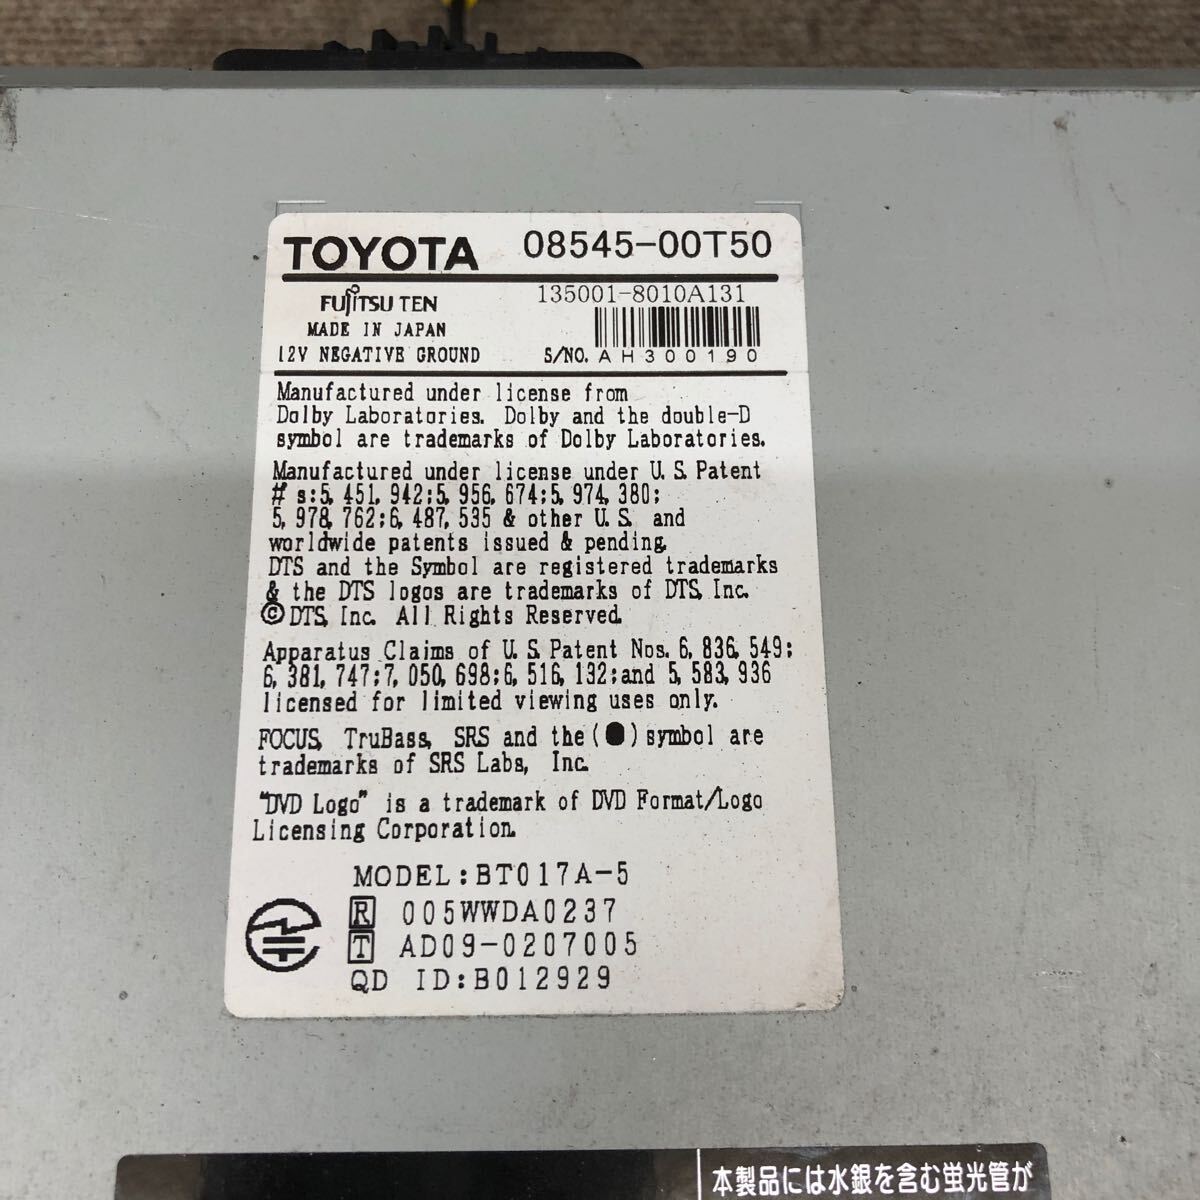 TOYOTA 08545-00T50
FUJITSU TEN 135001-8010A131
MADE IN JAPAN
12V NEGATIVE GROUND S/NO. AH300190
Manufactured under license from
Dolby Laboratories. Dolby and the double-D
symbol are trademarks of Dolby Laboratories.
Manufactured under license under U.S. Patent
# s:5,451,942;5,956,674;5,974,380;
5,978,762;6,487,535 & other U.S. and
worldwide patents issued & pending.
DTS and the Symbol are registered trademarks
& the DTS logos are trademarks of DTS, Inc.
© DTS, Inc. All Rights Reserved.
Apparatus Claims of U.S. Patent Nos. 6,836,549;
6,381,747;7,050,698;6,516,132;and 5,583,936
licensed for limited viewing uses only.
FOCUS, TruBass, SRS and the (●) symbol are
trademarks of SRS Labs, Inc.
"DVD Logo" is a trademark of DVD Format/Logo
Licensing Corporation.
MODEL:BT017A-5
R 005WWDA0237
T AD09-0207005
QD ID:B012929
本製品には水銀を含む蛍光管が